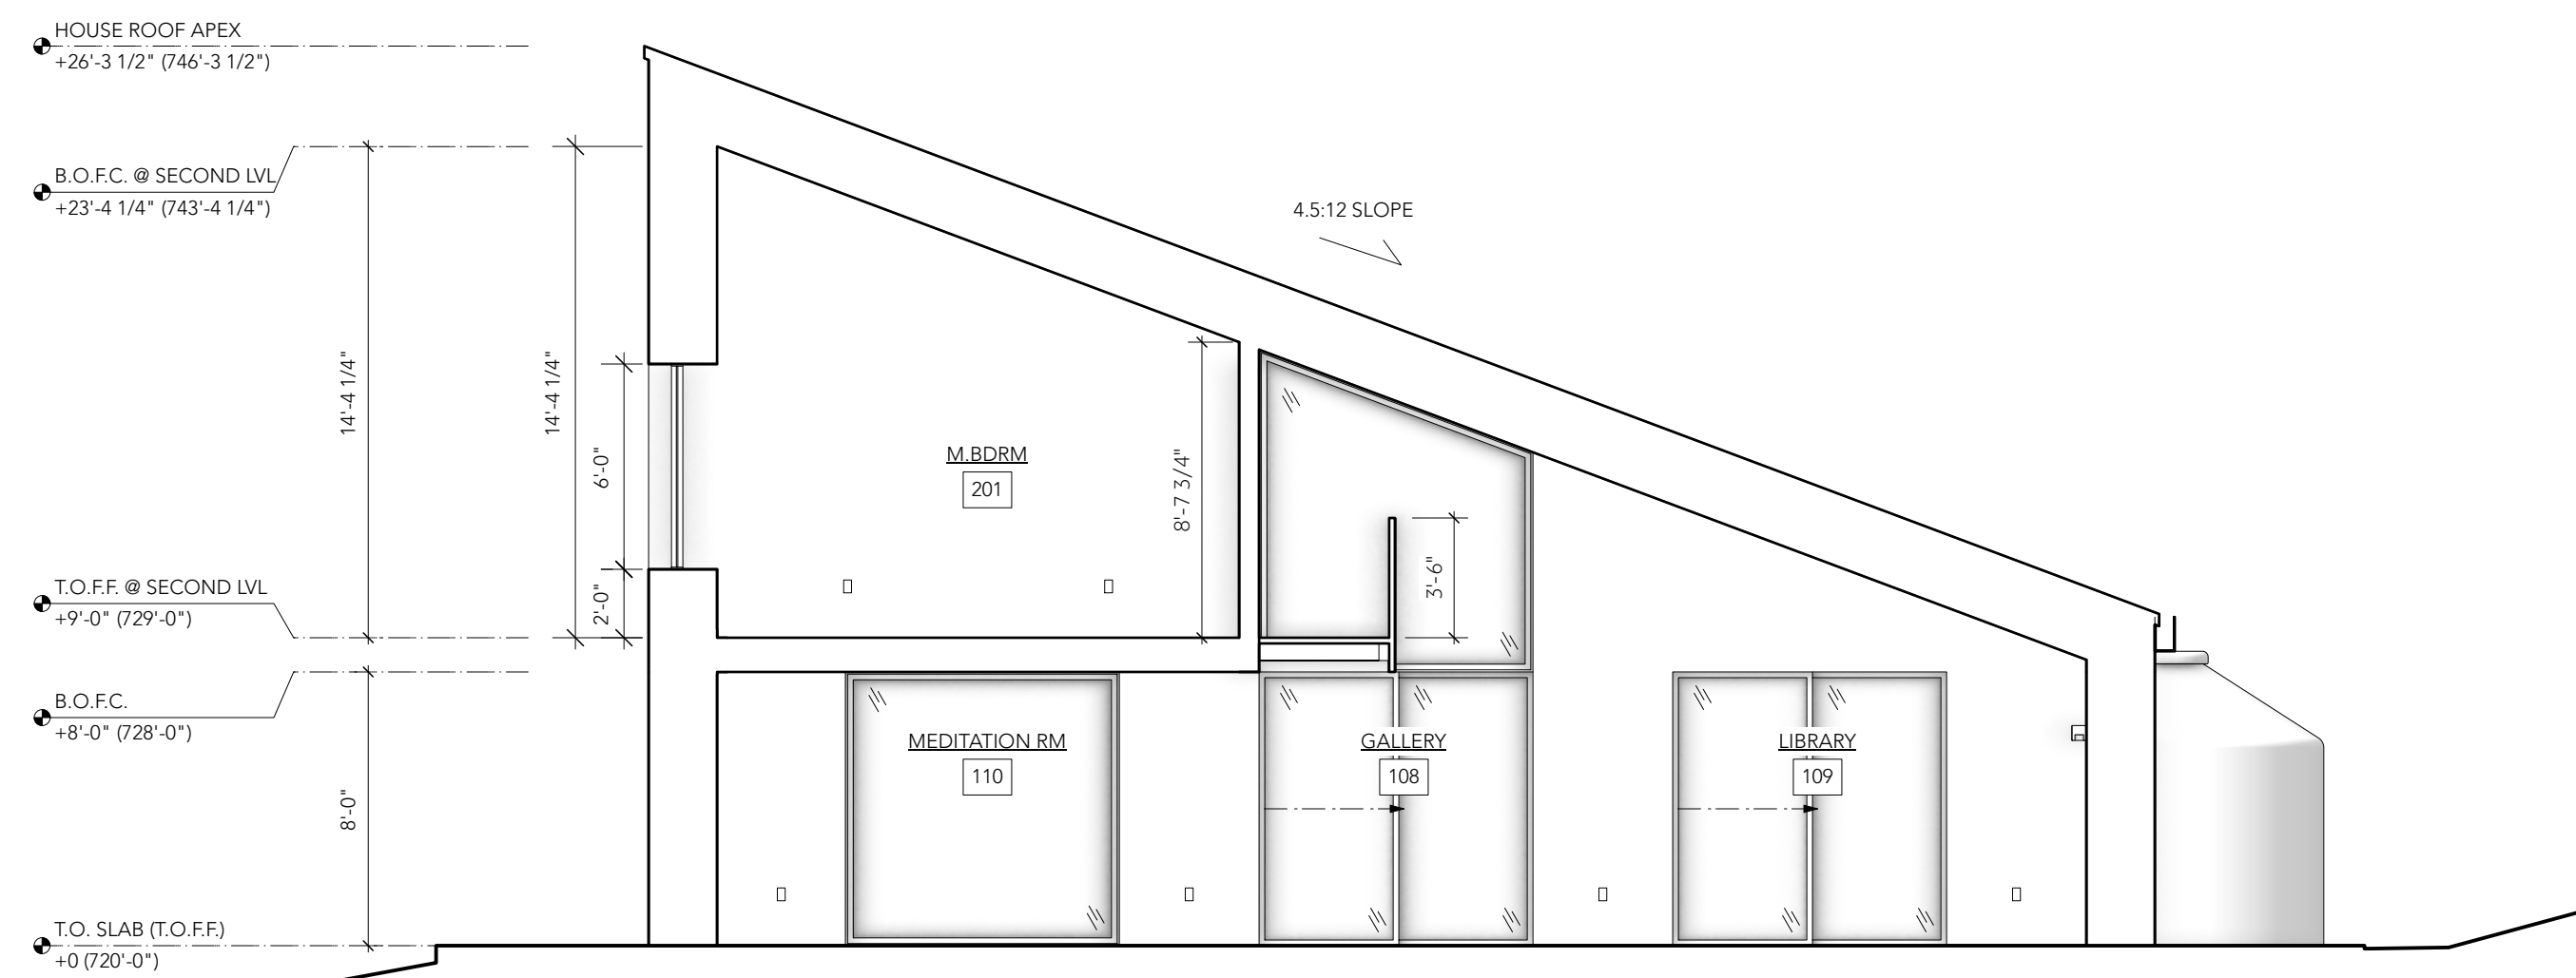 HOUSE ROOF APEX
+26'-3 1/2" (746'-3 1/2")
B.O.F.C. @ SECOND LVL
+23'-4 1/4" (743'-4 1/4")
4.5:12 SLOPE
14'-4 1/4"
14'-4 1/4"
6'-0"
2'-0"
M.BDRM
201
8'-7 3/4"
3'-6"
T.O.F.F. @ SECOND LVL
+9'-0" (729'-0")
B.O.F.C.
+8'-0" (728'-0")
8'-0"
MEDITATION RM
110
GALLERY
108
LIBRARY
109
T.O. SLAB (T.O.F.F.)
+0 (720'-0")